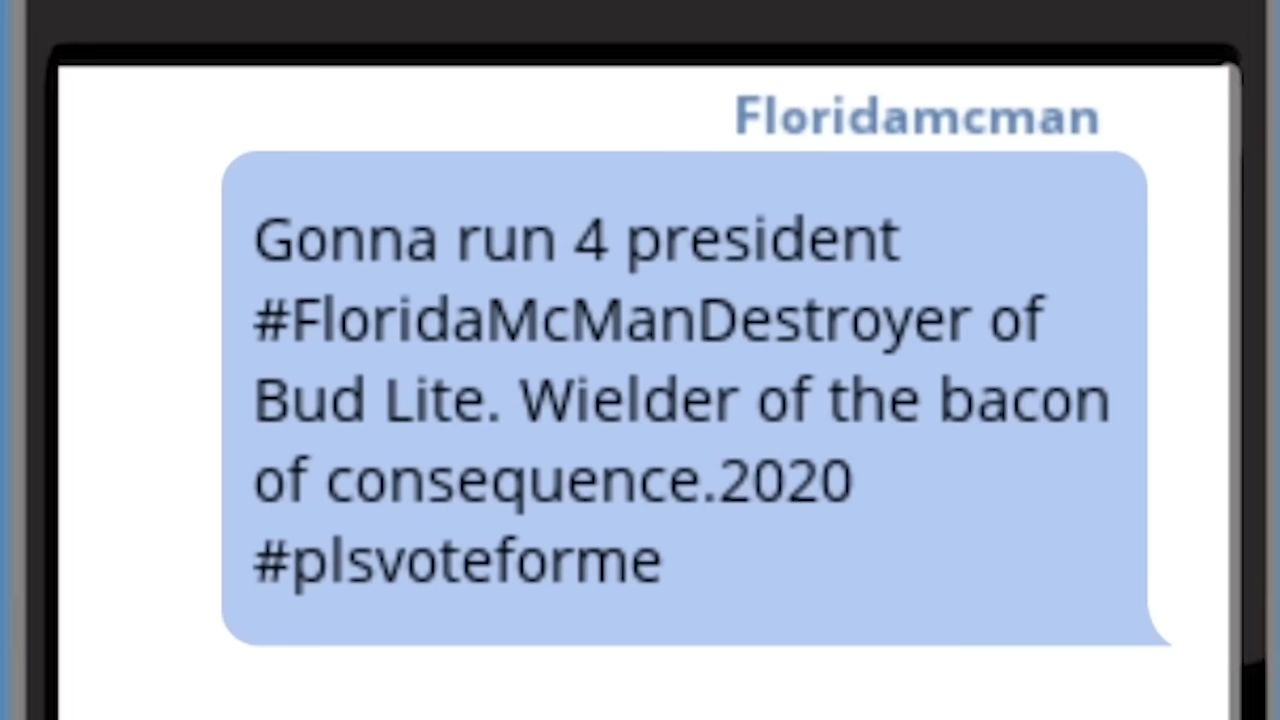 Floridamcman
Gonna run 4 president
#FloridaMcManDestroyer of
Bud Lite. Wielder of the bacon
of consequence.2020
#plsvoteforme